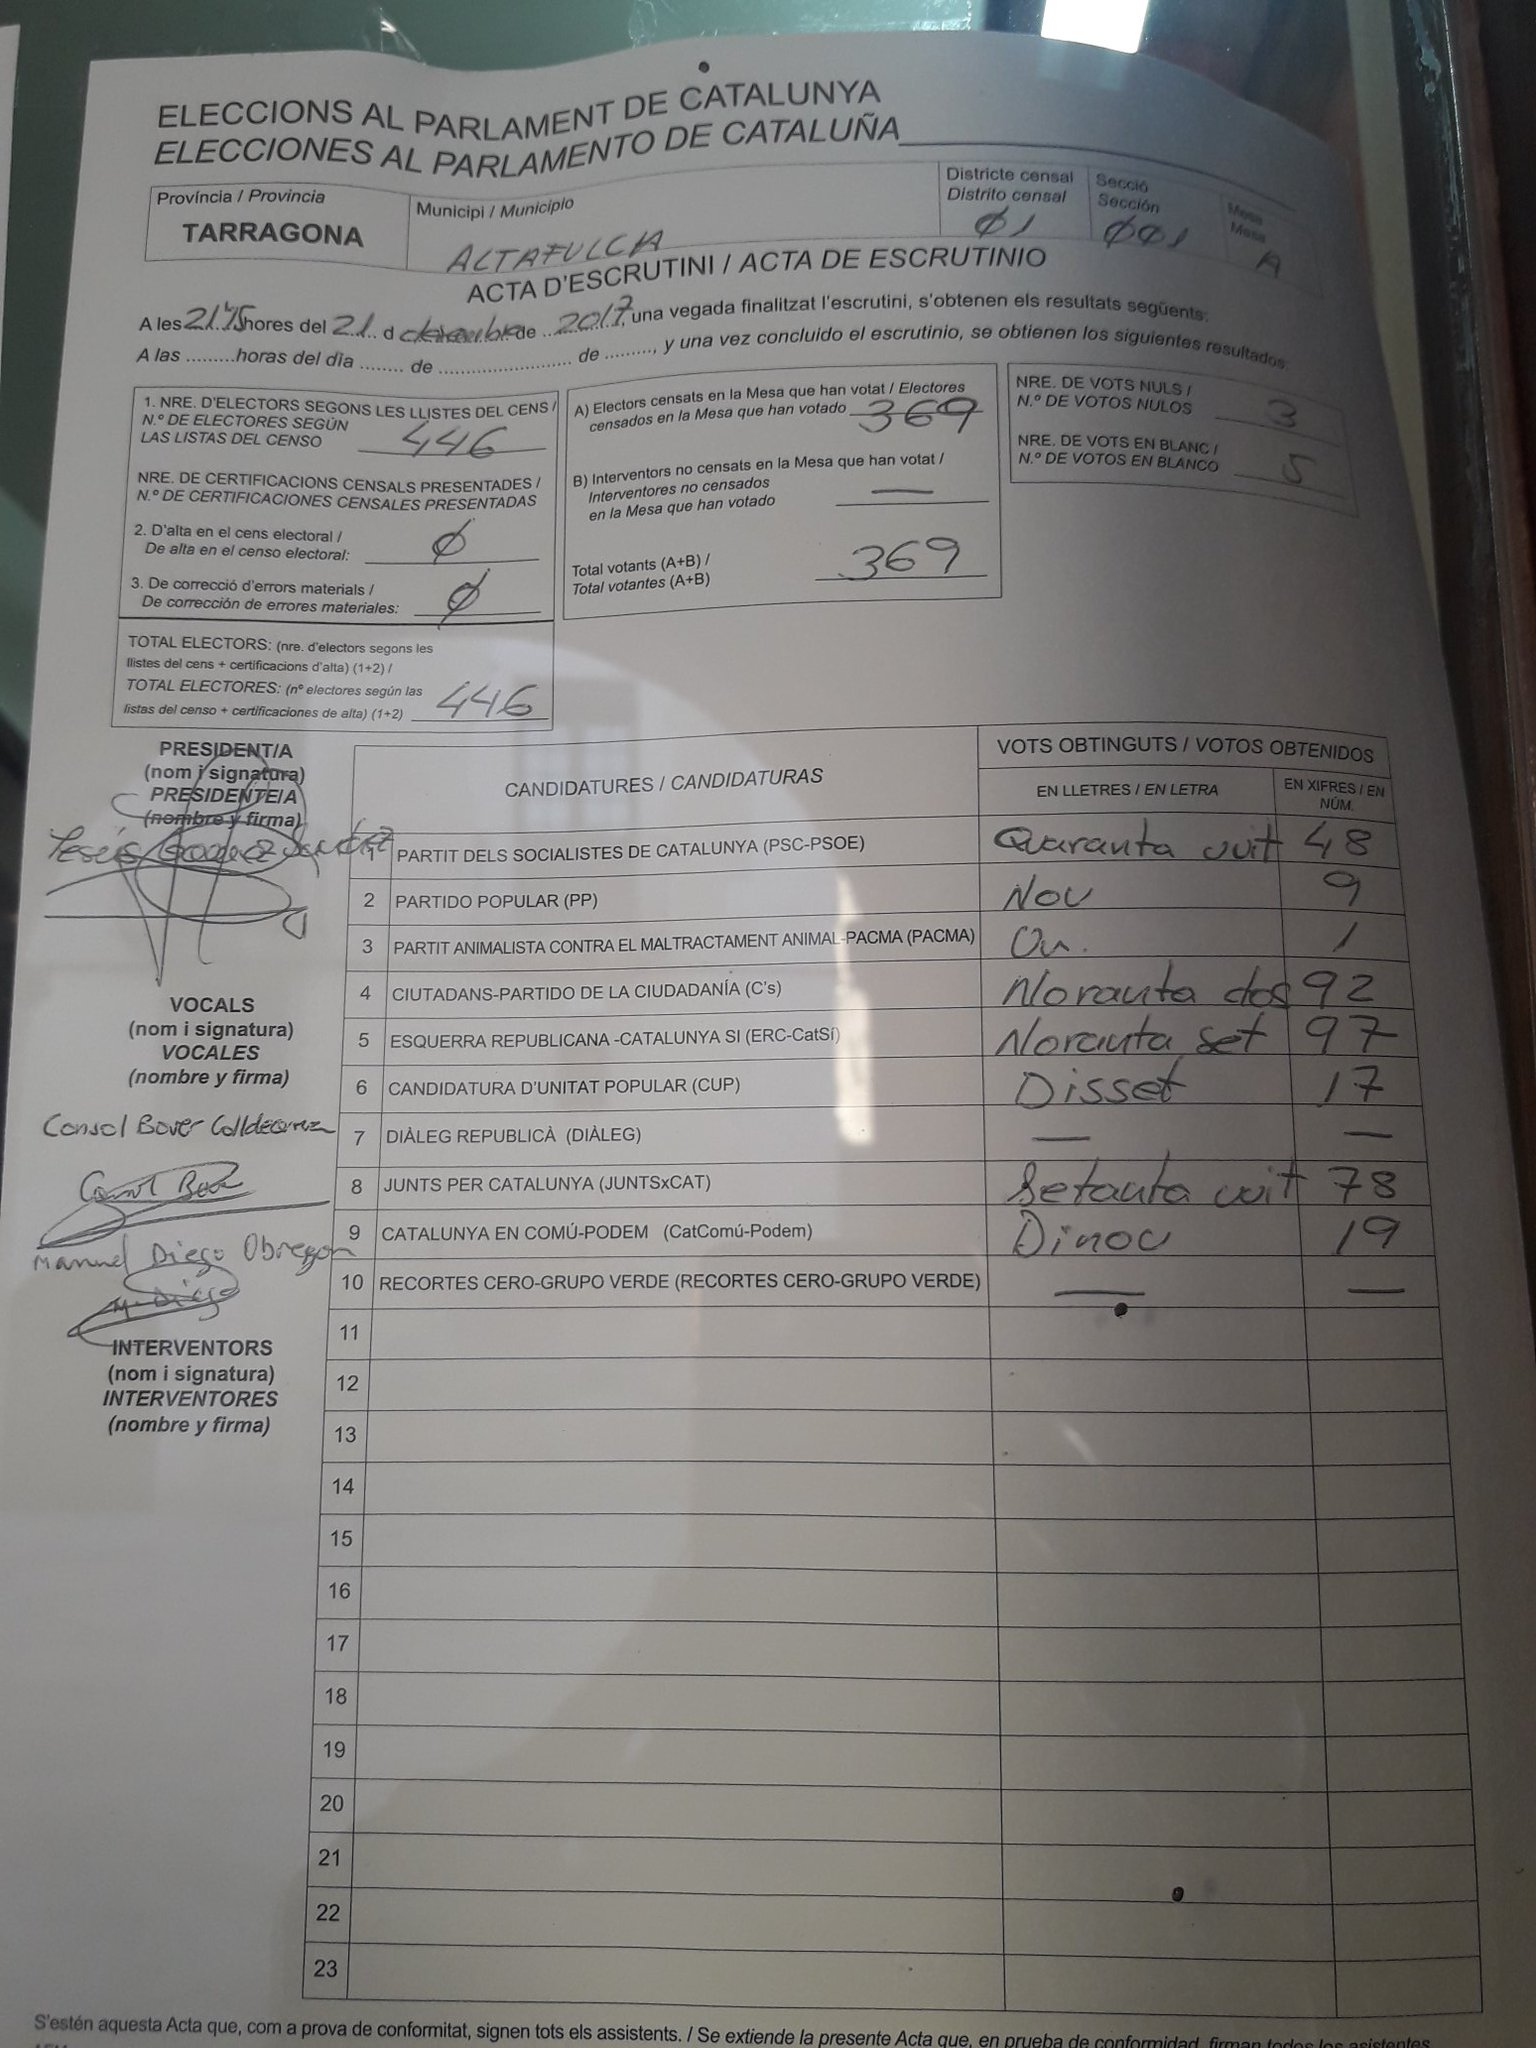 ELECCIONS AL PARLAMENT DE CATALUNYA
ELECCIONES AL PARLAMENTO DE CATALUÑA
Província / Provincia
TARRAGONA
Municipi / Municipio
ALTAFULCIA
Districte censal
Distrito censal
01
Secció
Sección
001
Mesa
Mesa
A
ACTA D'ESCRUTINI / ACTA DE ESCRUTINIO
A les 2145 hores del 21 d desembre de 2017, una vegada finalitzat l'escrutini, s'obtenen els resultats següents:
A las .........horas del día ........ de ........................ de ........., y una vez concluido el escrutinio, se obtienen los siguientes resultados:
1. NRE. D'ELECTORS SEGONS LES LLISTES DEL CENS /
N.º DE ELECTORES SEGÚN
LAS LISTAS DEL CENSO 446
NRE. DE CERTIFICACIONS CENSALS PRESENTADES /
N.º DE CERTIFICACIONES CENSALES PRESENTADAS
2. D'alta en el cens electoral /
De alta en el censo electoral: Ø
3. De correcció d'errors materials /
De corrección de errores materiales: Ø
TOTAL ELECTORS: (nre. d'electors segons les
llistes del cens + certificacions d'alta) (1+2) /
TOTAL ELECTORES: (nº electores según las
listas del censo + certificaciones de alta) (1+2) 446
A) Electors censats en la Mesa que han votat / Electores
censados en la Mesa que han votado 369
B) Interventors no censats en la Mesa que han votat /
Interventores no censados
en la Mesa que han votado —
Total votants (A+B) /
Total votantes (A+B) 369
NRE. DE VOTS NULS /
N.º DE VOTOS NULOS 3
NRE. DE VOTS EN BLANC /
N.º DE VOTOS EN BLANCO 5
PRESIDENT/A
(nom i signatura)
PRESIDENTE/A
(nombre y firma)
VOCALS
(nom i signatura)
VOCALES
(nombre y firma)
Consol Bover
Consol Bover
Manuel Diego Obregon
M. Diego
INTERVENTORS
(nom i signatura)
INTERVENTORES
(nombre y firma)
CANDIDATURES / CANDIDATURAS
VOTS OBTINGUTS / VOTOS OBTENIDOS
EN LLETRES / EN LETRA
EN XIFRES / EN NÚM.
1 PARTIT DELS SOCIALISTES DE CATALUNYA (PSC-PSOE) Quaranta vuit 48
2 PARTIDO POPULAR (PP) Nou 9
3 PARTIT ANIMALISTA CONTRA EL MALTRACTAMENT ANIMAL-PACMA (PACMA) Un. 1
4 CIUTADANS-PARTIDO DE LA CIUDADANÍA (C's) Noranta dos 92
5 ESQUERRA REPUBLICANA -CATALUNYA SI (ERC-CatSí) Noranta set 97
6 CANDIDATURA D'UNITAT POPULAR (CUP) Disset 17
7 DIÀLEG REPUBLICÀ (DIÀLEG) — —
8 JUNTS PER CATALUNYA (JUNTSxCAT) Setanta vuit 78
9 CATALUNYA EN COMÚ-PODEM (CatComú-Podem) Dinou 19
10 RECORTES CERO-GRUPO VERDE (RECORTES CERO-GRUPO VERDE) — —
11
12
13
14
15
16
17
18
19
20
21
22
23
S'estén aquesta Acta que, com a prova de conformitat, signen tots els assistents. / Se extiende la presente Acta que, en prueba de conformidad, firman todos los asistentes.